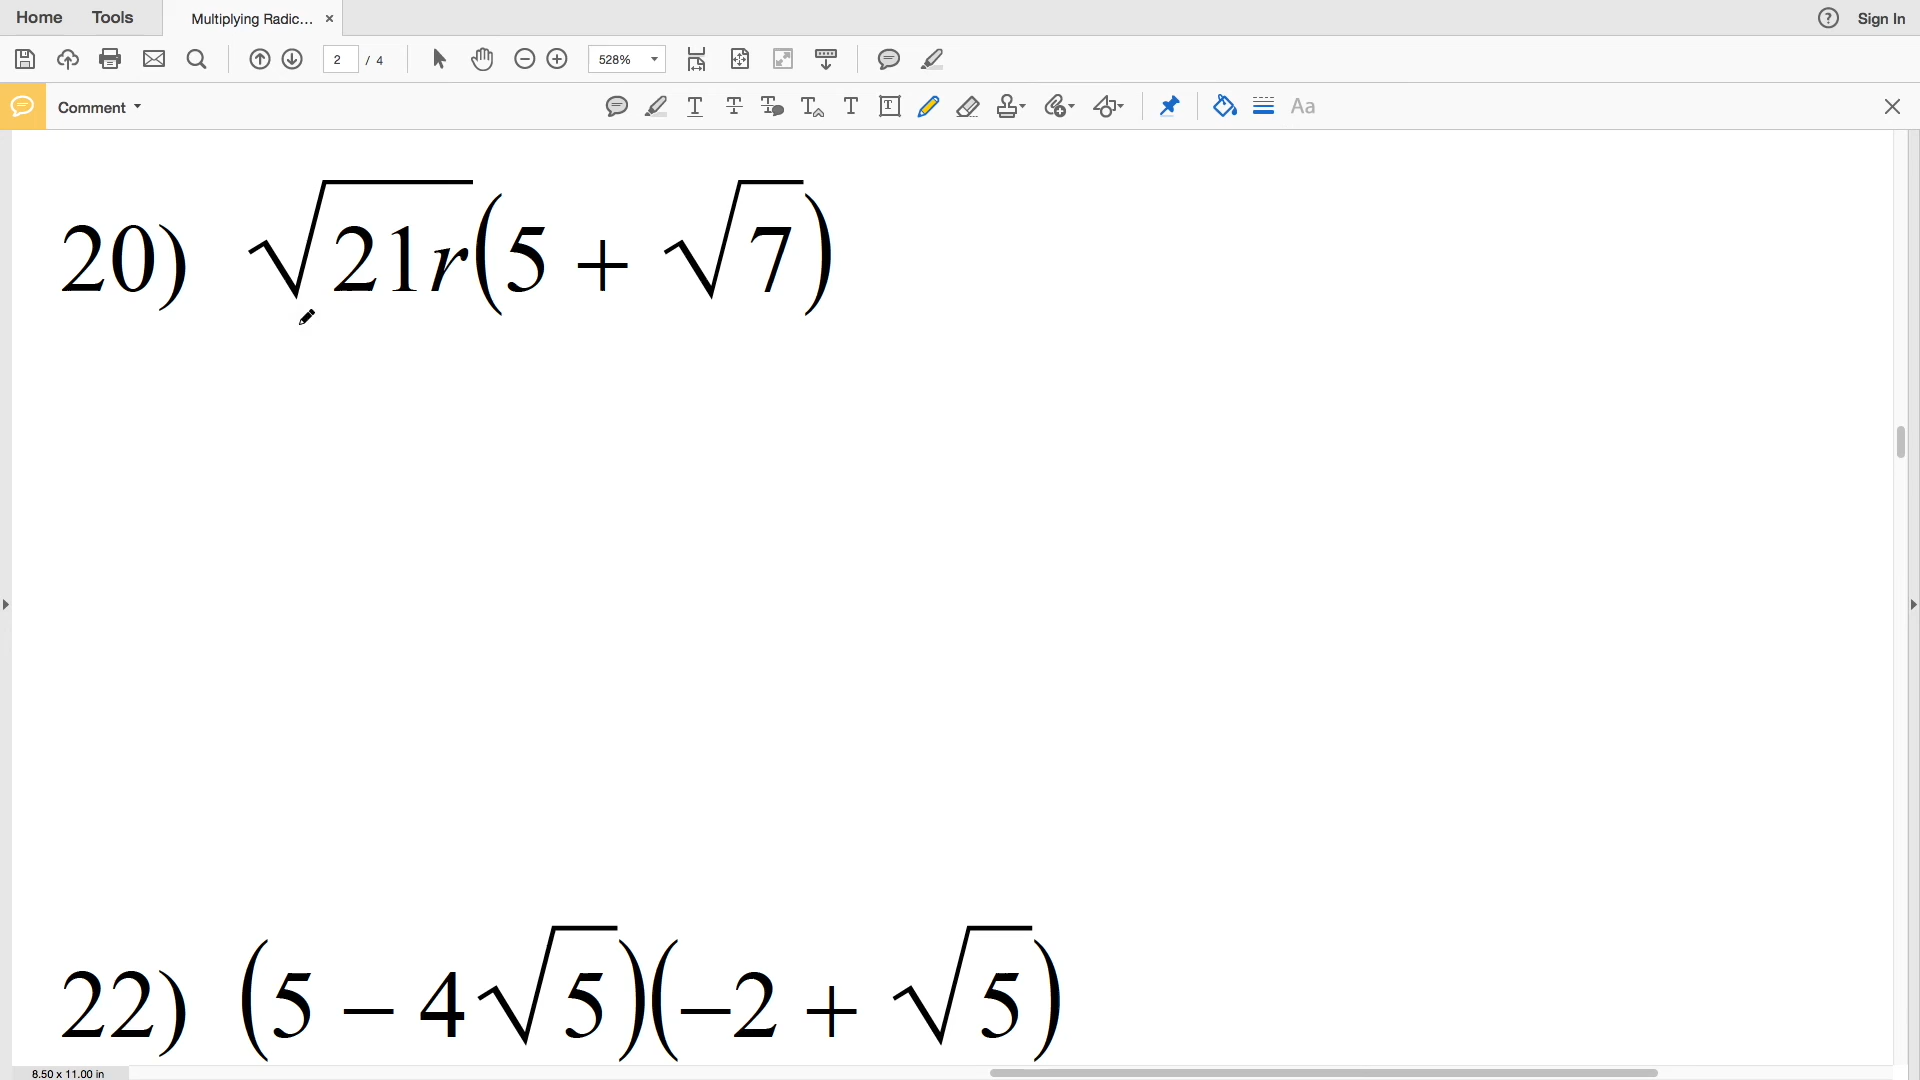 Home Tools Multiplying Radic... × ? Sign In
2 / 4 528%
Comment Aa
20) √21r(5 + √7)
22) (5 − 4√5)(−2 + √5)
8.50 x 11.00 in